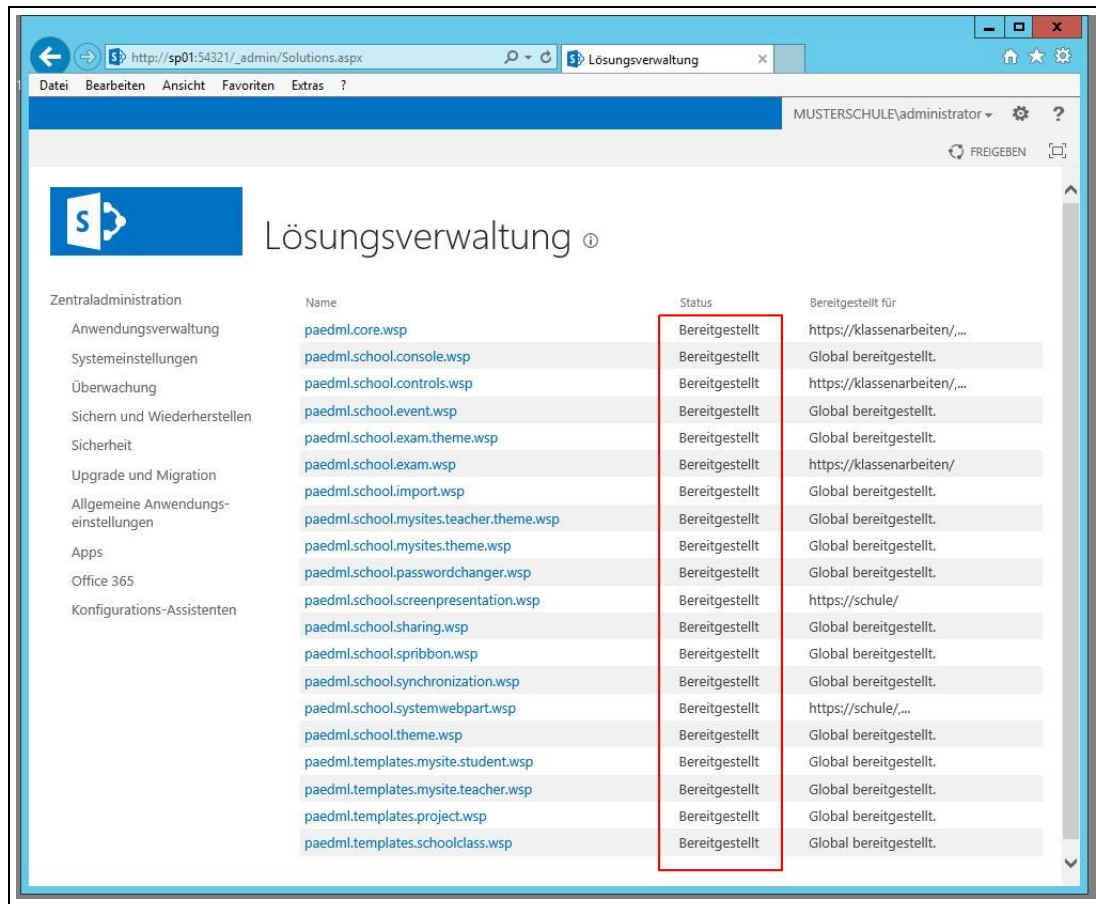 http://sp01:54321/_admin/Solutions.aspx
Lösungsverwaltung
Datei Bearbeiten Ansicht Favoriten Extras ?
MUSTERSCHULE\administrator
?
FREIGEBEN
S
Lösungsverwaltung
Zentraladministration
Anwendungsverwaltung
Systemeinstellungen
Überwachung
Sichern und Wiederherstellen
Sicherheit
Upgrade und Migration
Allgemeine Anwendungs-
einstellungen
Apps
Office 365
Konfigurations-Assistenten
Name Status Bereitgestellt für
paedml.core.wsp Bereitgestellt https://klassenarbeiten/,...
paedml.school.console.wsp Bereitgestellt Global bereitgestellt.
paedml.school.controls.wsp Bereitgestellt https://klassenarbeiten/,...
paedml.school.event.wsp Bereitgestellt Global bereitgestellt.
paedml.school.exam.theme.wsp Bereitgestellt Global bereitgestellt.
paedml.school.exam.wsp Bereitgestellt https://klassenarbeiten/
paedml.school.import.wsp Bereitgestellt Global bereitgestellt.
paedml.school.mysites.teacher.theme.wsp Bereitgestellt Global bereitgestellt.
paedml.school.mysites.theme.wsp Bereitgestellt Global bereitgestellt.
paedml.school.passwordchanger.wsp Bereitgestellt Global bereitgestellt.
paedml.school.screenpresentation.wsp Bereitgestellt https://schule/
paedml.school.sharing.wsp Bereitgestellt Global bereitgestellt.
paedml.school.spribbon.wsp Bereitgestellt Global bereitgestellt.
paedml.school.synchronization.wsp Bereitgestellt Global bereitgestellt.
paedml.school.systemwebpart.wsp Bereitgestellt https://schule/,...
paedml.school.theme.wsp Bereitgestellt Global bereitgestellt.
paedml.templates.mysite.student.wsp Bereitgestellt Global bereitgestellt.
paedml.templates.mysite.teacher.wsp Bereitgestellt Global bereitgestellt.
paedml.templates.project.wsp Bereitgestellt Global bereitgestellt.
paedml.templates.schoolclass.wsp Bereitgestellt Global bereitgestellt.